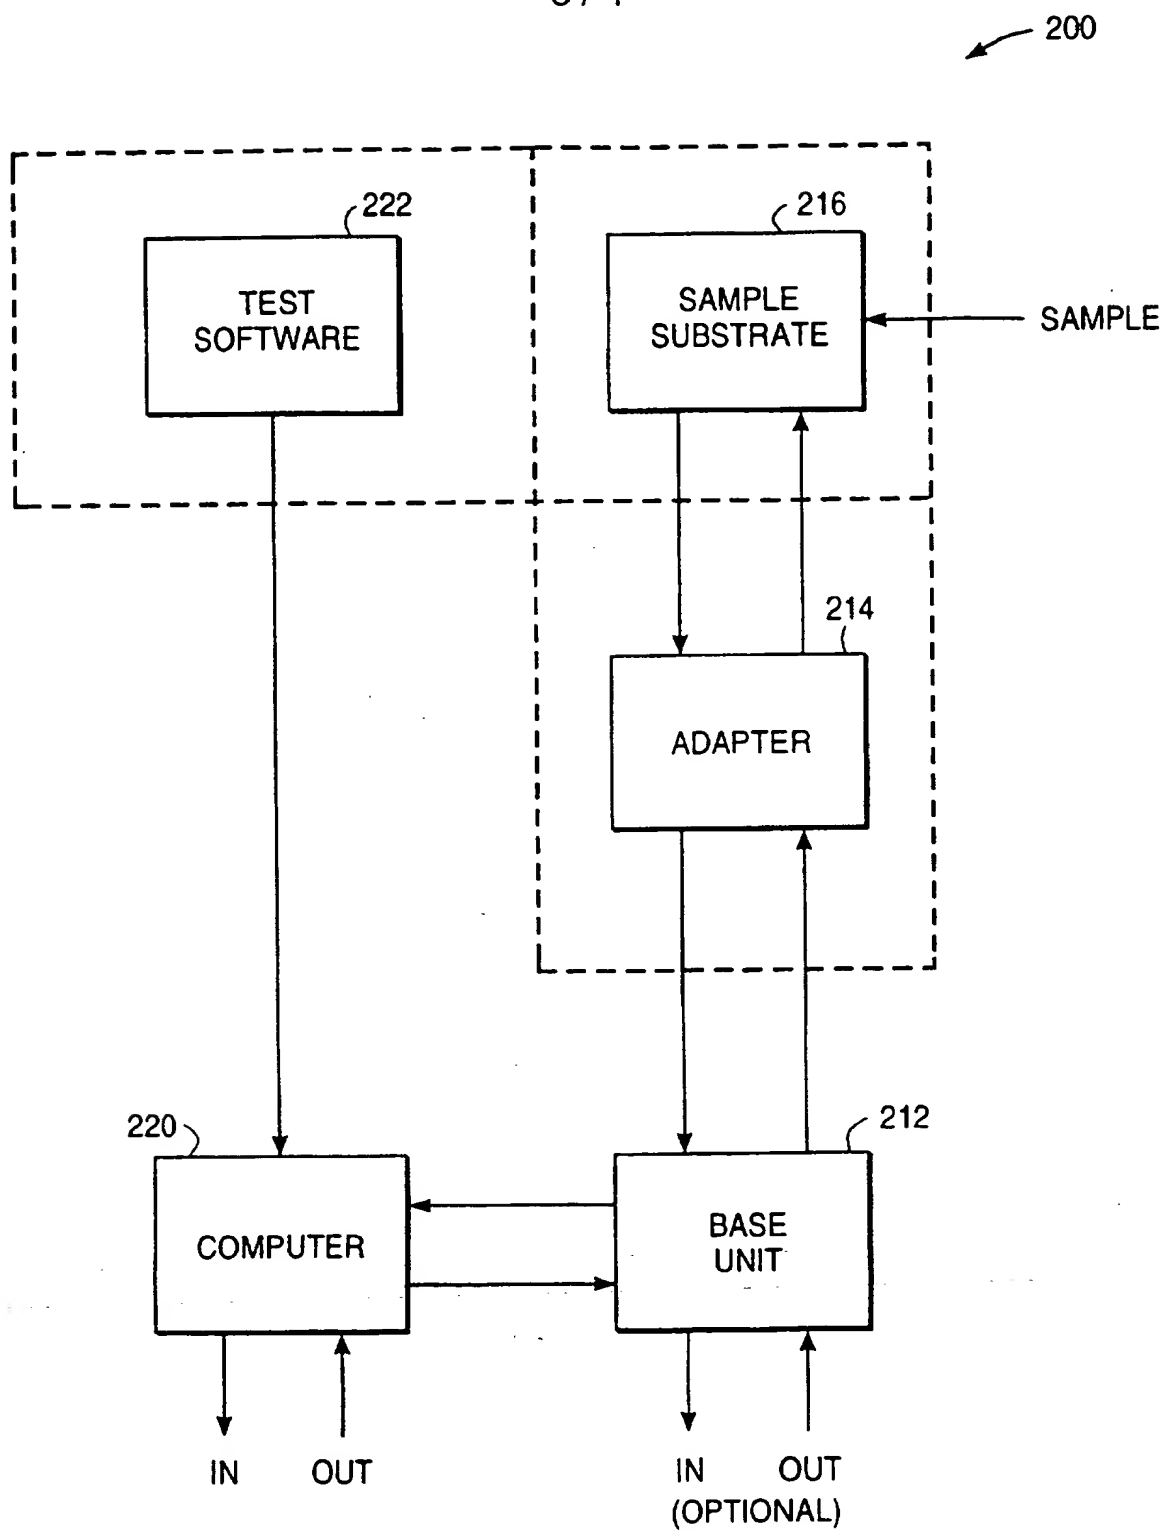 200
222
TEST
SOFTWARE
216
SAMPLE
SUBSTRATE
SAMPLE
214
ADAPTER
220
COMPUTER
212
BASE
UNIT
IN OUT
IN OUT
(OPTIONAL)